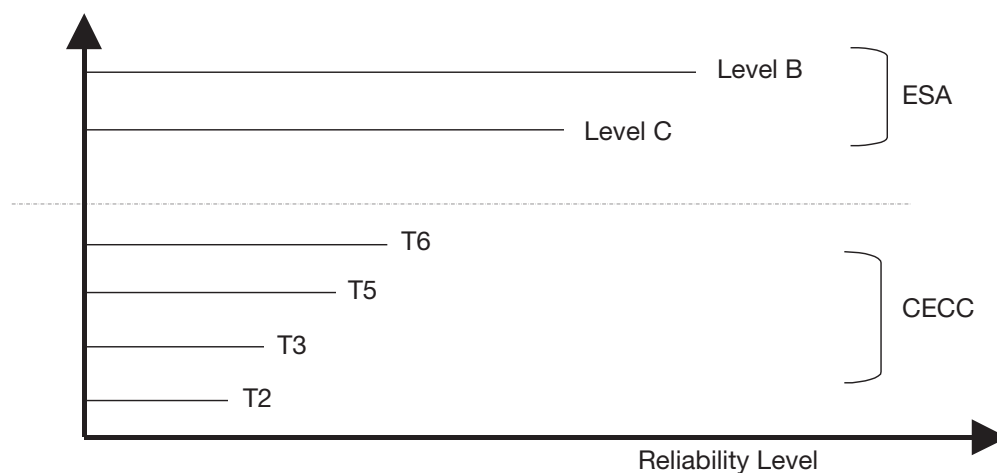 Level B
ESA
Level C
T6
T5
CECC
T3
T2
Reliability Level